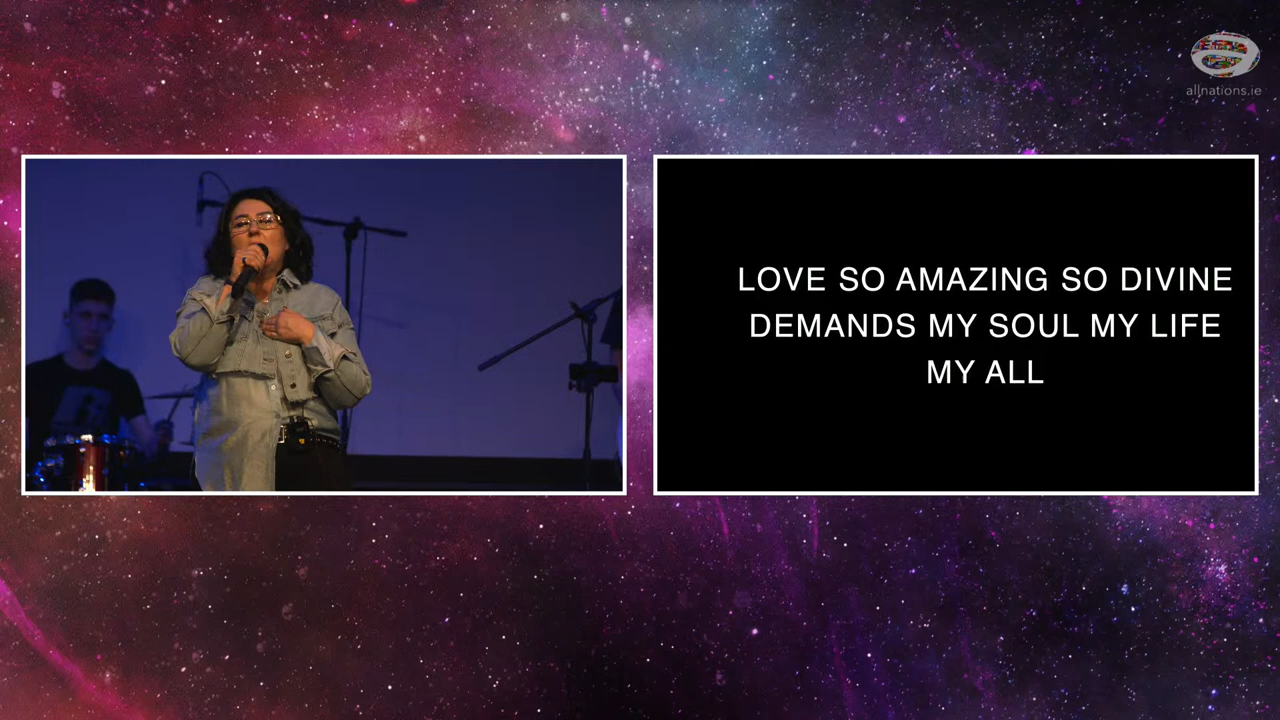 allnations.ie
LOVE SO AMAZING SO DIVINE
DEMANDS MY SOUL MY LIFE
MY ALL